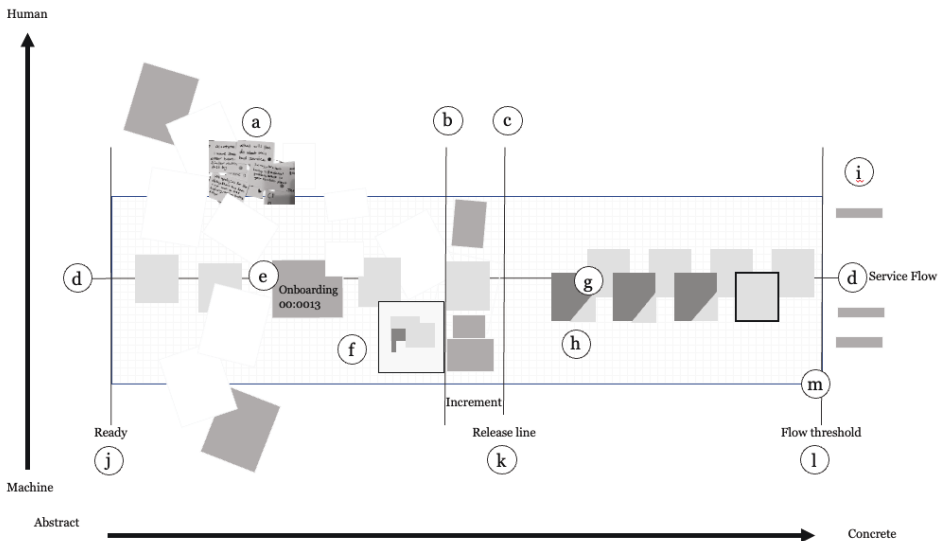 Human
a
b
c
i
d
e
Onboarding
00:0013
g
d
Service Flow
f
h
m
Increment
Ready
Release line
Flow threshold
j
k
l
Machine
Abstract
Concrete